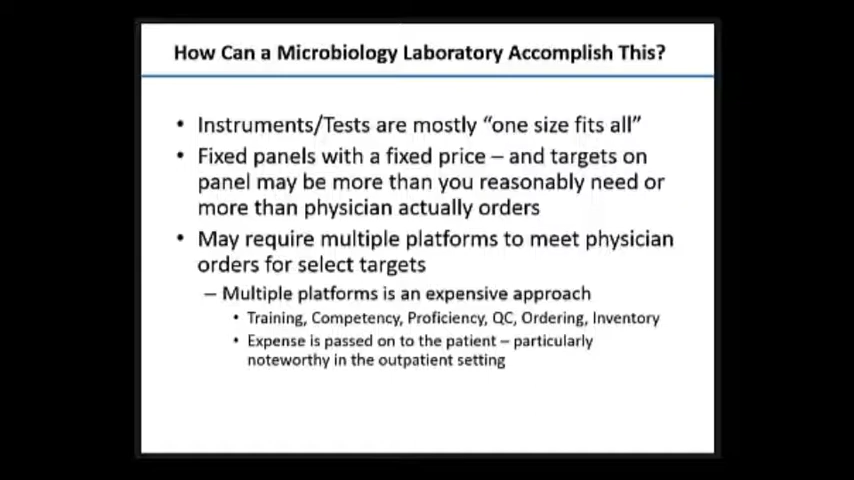 How Can a Microbiology Laboratory Accomplish This?
• Instruments/Tests are mostly “one size fits all”
• Fixed panels with a fixed price – and targets on
panel may be more than you reasonably need or
more than physician actually orders
• May require multiple platforms to meet physician
orders for select targets
– Multiple platforms is an expensive approach
• Training, Competency, Proficiency, QC, Ordering, Inventory
• Expense is passed on to the patient – particularly
noteworthy in the outpatient setting